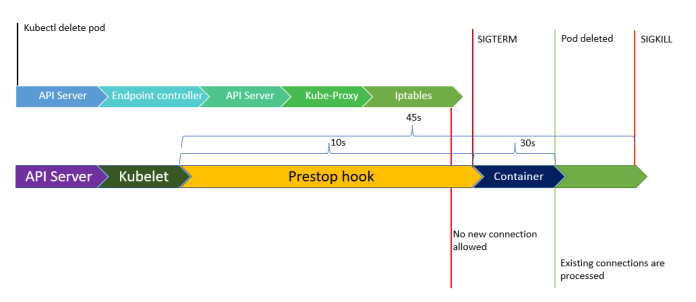 Kubectl delete pod
SIGTERM
Pod deleted
SIGKILL
API Server
Endpoint controller
API Server
Kube-Proxy
Iptables
45s
10s
30s
API Server
Kubelet
Prestop hook
Container
No new connection
allowed
Existing connections are
processed